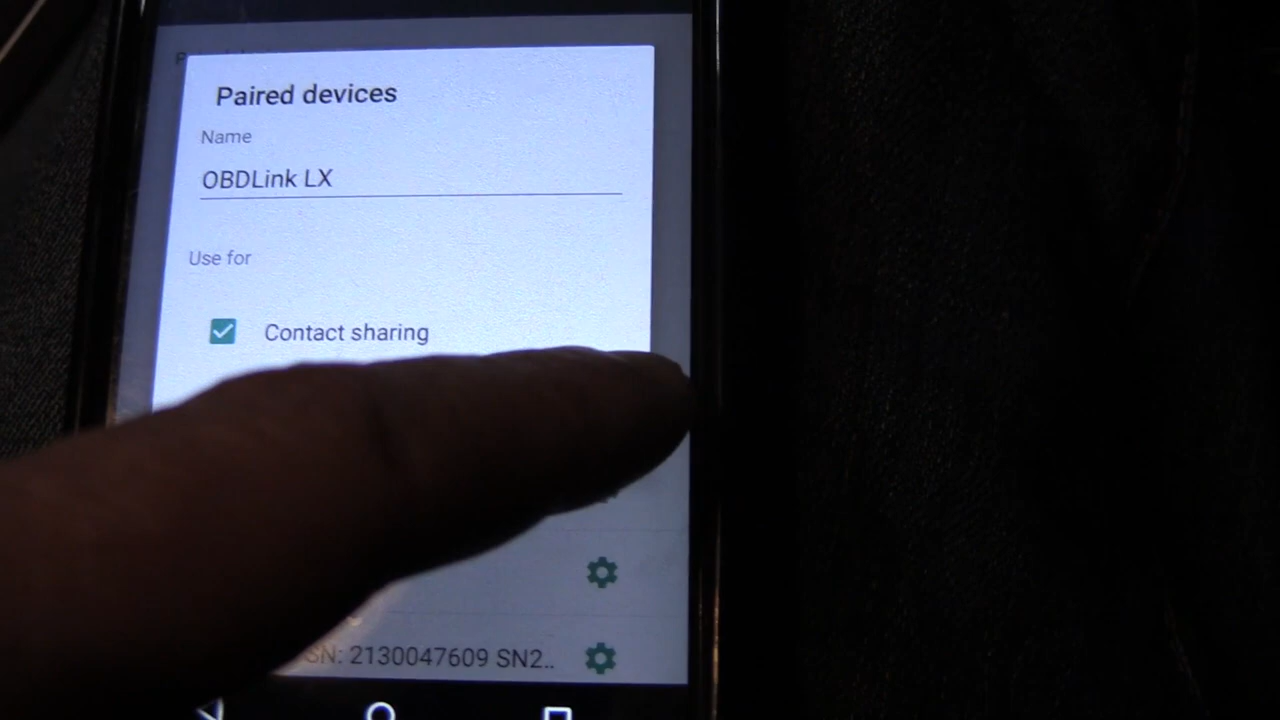 Paired devices
Name
OBDLink LX
Use for
Contact sharing
SN: 2130047609 SN2..